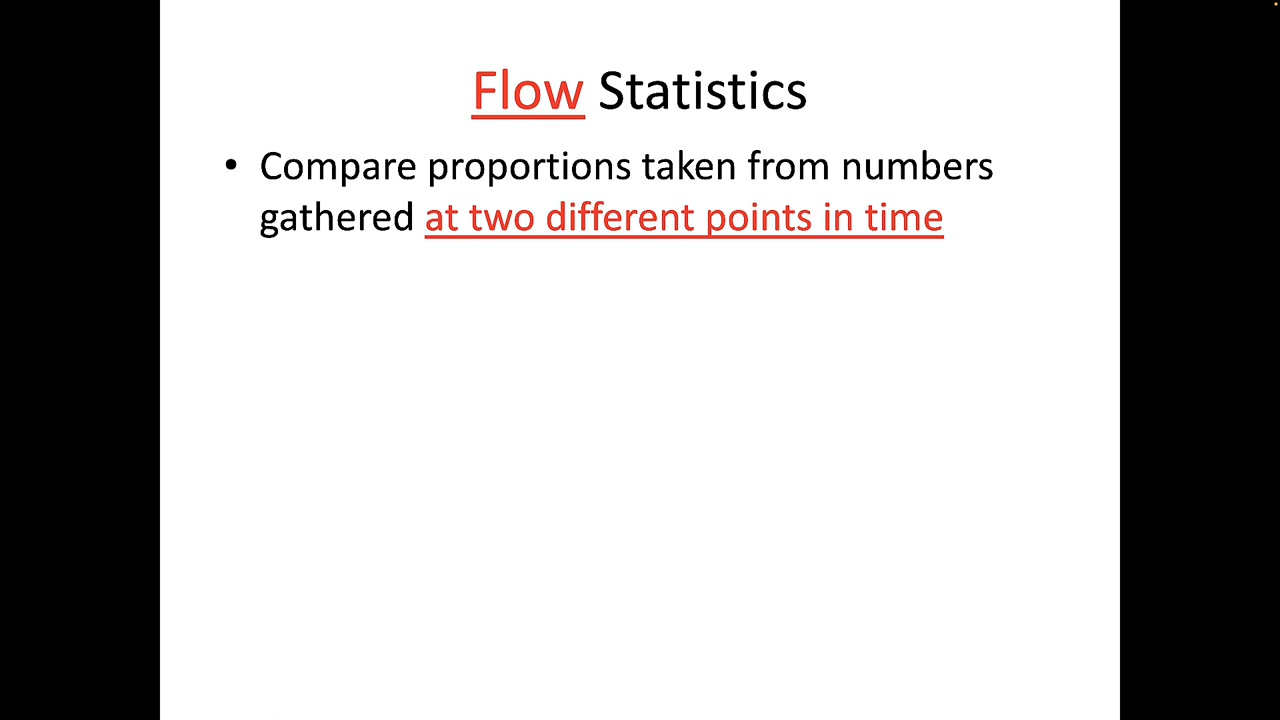 Flow Statistics
• Compare proportions taken from numbers
gathered at two different points in time